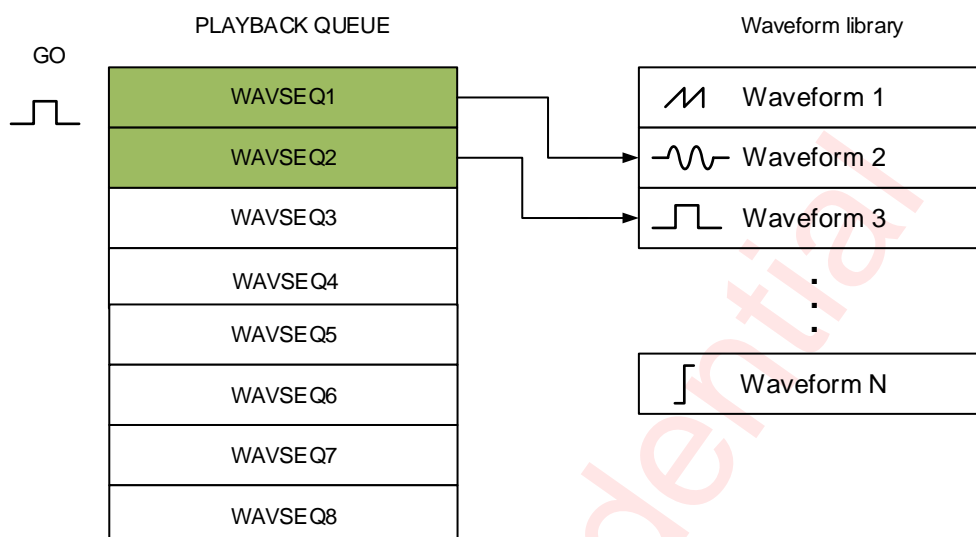 PLAYBACK QUEUE
Waveform library
GO
WAVSEQ1
WAVSEQ2
WAVSEQ3
WAVSEQ4
WAVSEQ5
WAVSEQ6
WAVSEQ7
WAVSEQ8
Waveform 1
Waveform 2
Waveform 3
Waveform N
dential